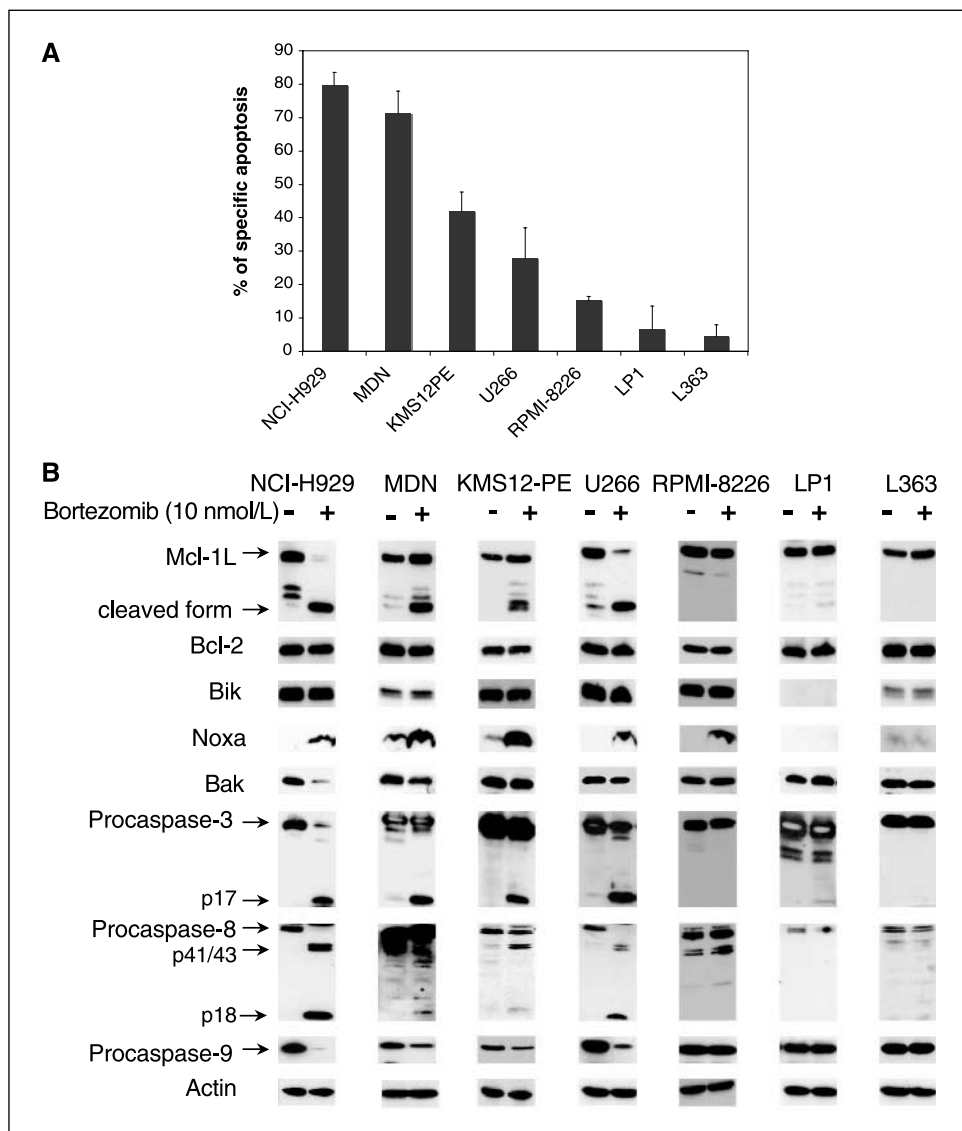 A
90
80
70
60
50
40
30
20
10
0
% of specific apoptosis
NCI-H929
MDN
KMS12PE
U266
RPMI-8226
LP1
L363
B
NCI-H929 MDN KMS12-PE U266 RPMI-8226 LP1 L363
Bortezomib (10 nmol/L) - + - + - + - + - + - + - +
Mcl-1L
cleaved form
Bcl-2
Bik
Noxa
Bak
Procaspase-3
p17
Procaspase-8
p41/43
p18
Procaspase-9
Actin